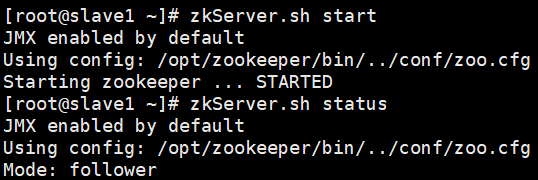 [root@slave1 ~]# zkServer.sh start
JMX enabled by default
Using config: /opt/zookeeper/bin/../conf/zoo.cfg
Starting zookeeper ... STARTED
[root@slave1 ~]# zkServer.sh status
JMX enabled by default
Using config: /opt/zookeeper/bin/../conf/zoo.cfg
Mode: follower